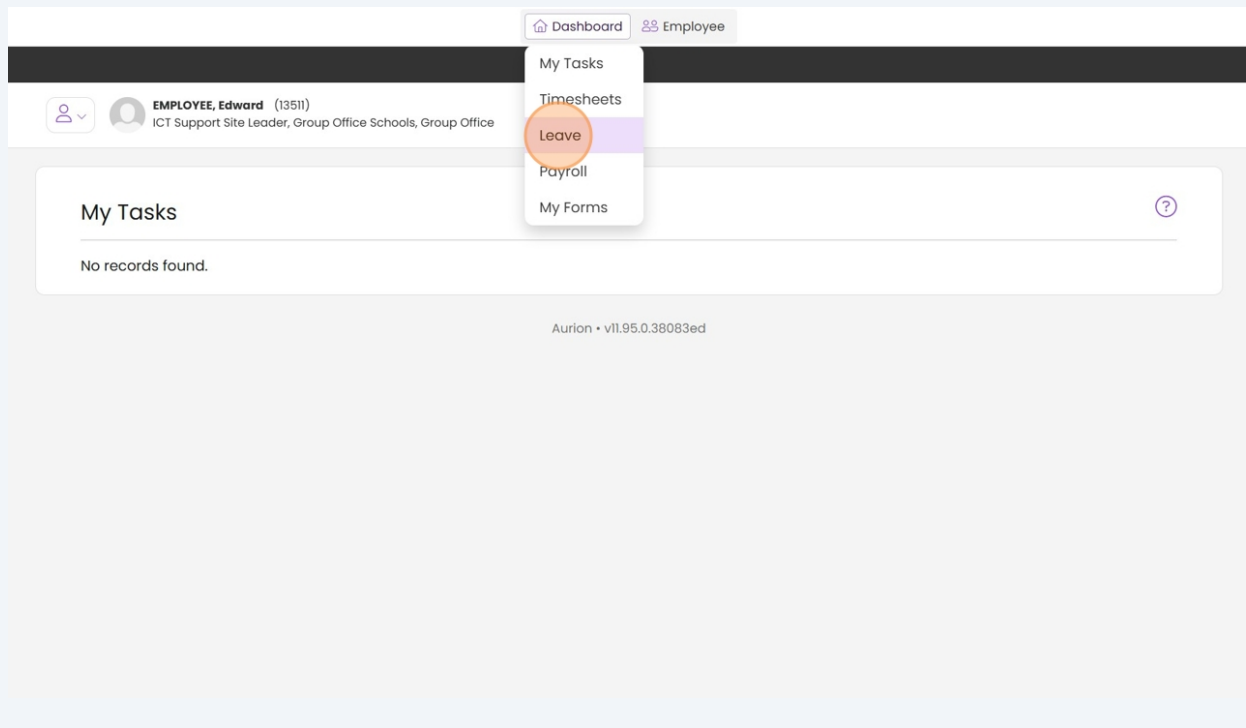 Dashboard Employee
My Tasks
Timesheets
Leave
Payroll
My Forms
EMPLOYEE, Edward (13511)
ICT Support Site Leader, Group Office Schools, Group Office
My Tasks
No records found.
Aurion • v11.95.0.38083ed